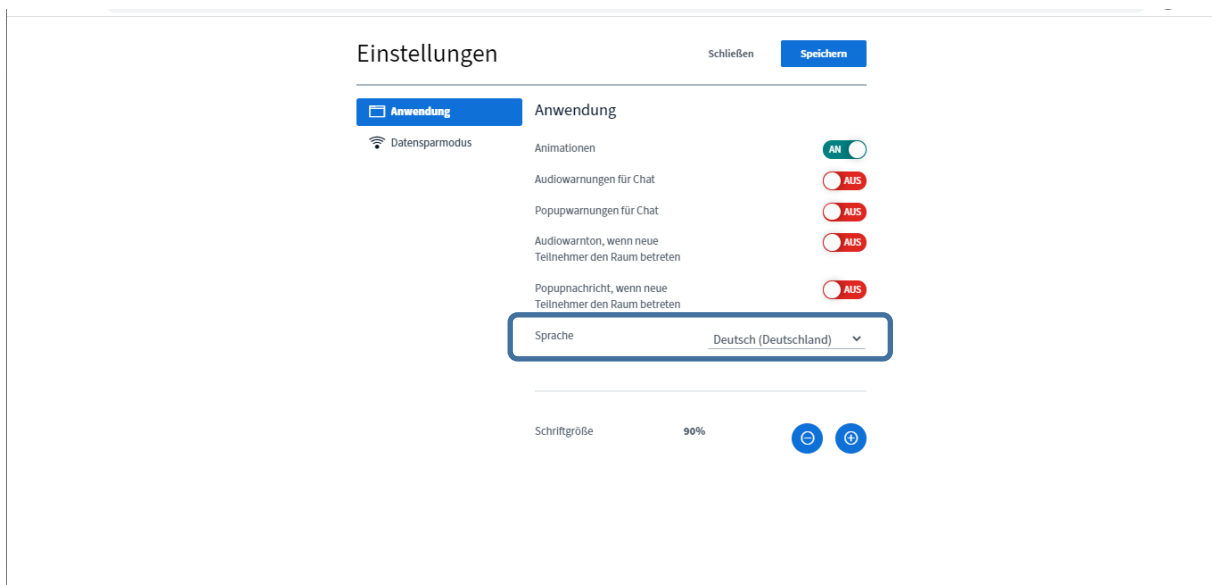 Einstellungen
Schließen
Speichern
Anwendung
Datensparmodus
Anwendung
Animationen
AN
Audiowarnungen für Chat
AUS
Popupwarnungen für Chat
AUS
Audiowarnton, wenn neue
Teilnehmer den Raum betreten
AUS
Popupnachricht, wenn neue
Teilnehmer den Raum betreten
AUS
Sprache
Deutsch (Deutschland)
Schriftgröße
90%